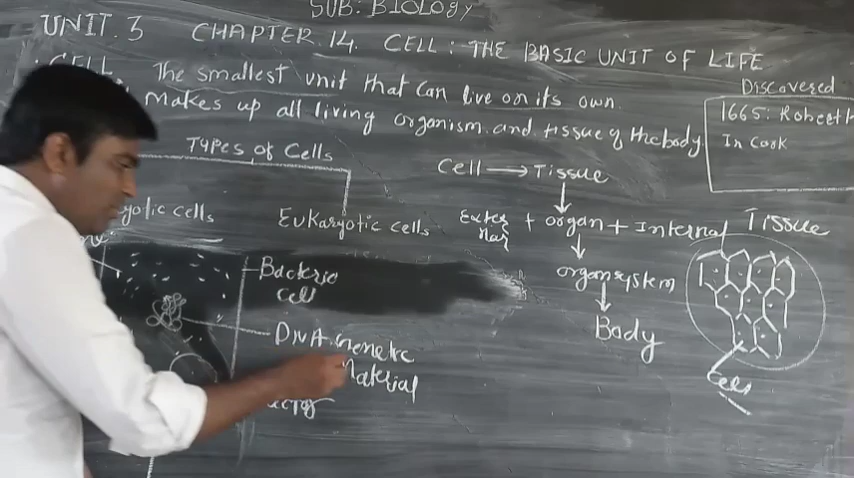 SUB: BIOLOGY
UNIT. 3 CHAPTER. 14. CELL: THE BASIC UNIT OF LIFE
CELL. The smallest unit that can live on its own.
Makes up all living organism and tissue of the body
Discovered
1665: Robeet H
In Cook
Types of Cells
yotic cells
Eukaryotic cells
Cell → Tissue
Exter nal + organ + Internal
organ system
Body
Bacteria
Cell
DNA. Genetic
Material
Tissue
Cells